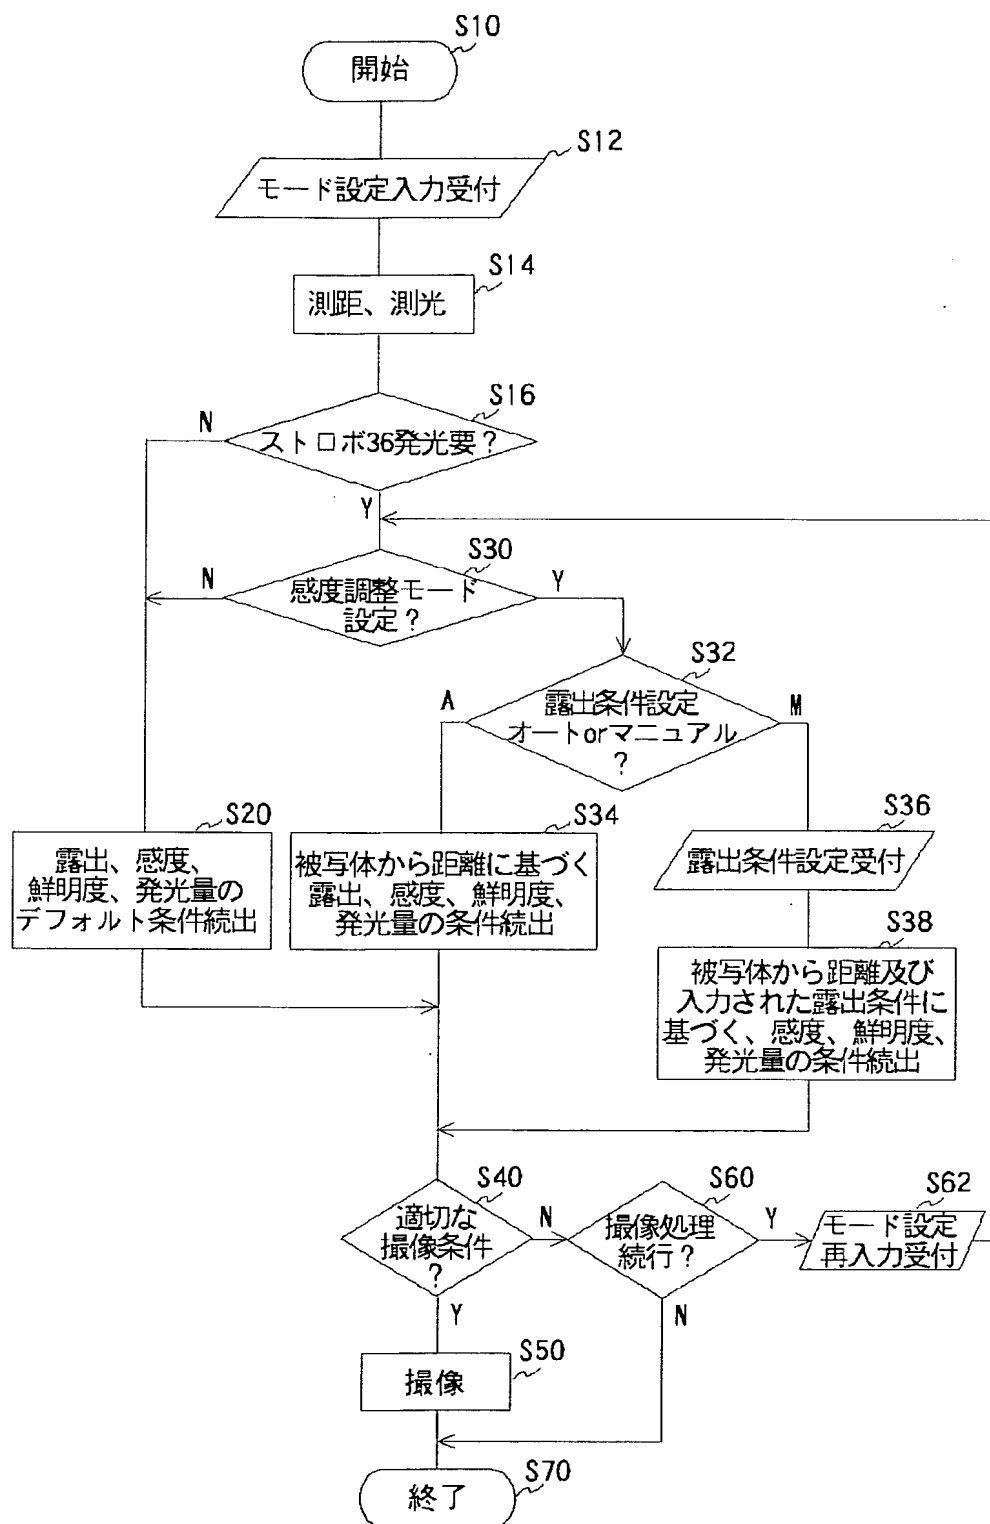 S10
開始
S12
モード設定入力受付
S14
測距、測光
S16
N
ストロボ36発光要？
Y
S30
N
感度調整モード
設定？
Y
S32
A
露出条件設定
オートorマニュアル
？
M
S20
露出、感度、
鮮明度、発光量の
デフォルト条件続出
S34
被写体から距離に基づく
露出、感度、鮮明度、
発光量の条件続出
S36
露出条件設定受付
S38
被写体から距離及び
入力された露出条件に
基づく、感度、鮮明度、
発光量の条件続出
S40
適切な
撮像条件
？
N
Y
S60
撮像処理
続行？
Y
N
S62
モード設定
再入力受付
S50
撮像
S70
終了